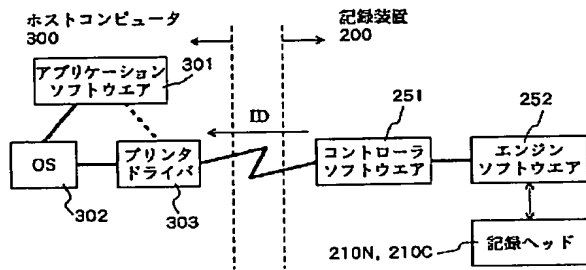 ホストコンピュータ
300
記録装置
200
アプリケーション
ソフトウエア
301
ID
251
252
OS
プリンタ
ドライバ
コントローラ
ソフトウエア
エンジン
ソフトウエア
302
303
210N, 210C
記録ヘッド